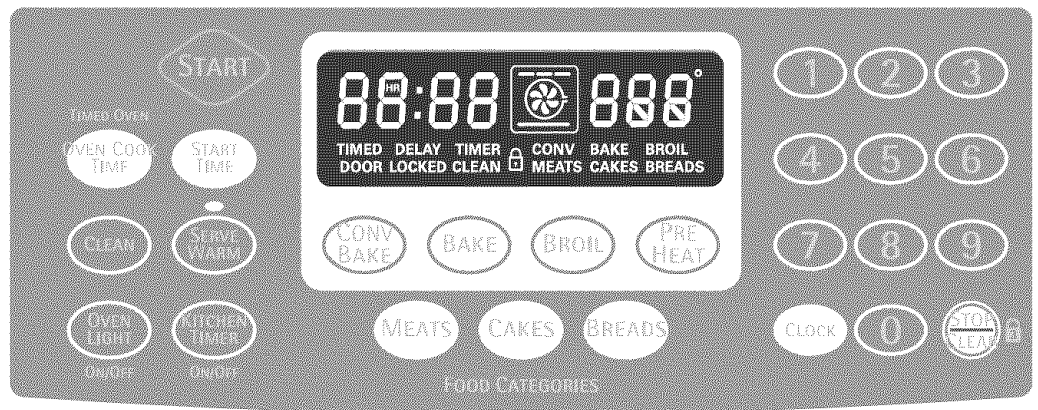 START
TIMED OVEN
OVEN COOK
TIME
START
TIME
CLEAN
SERVE
WARM
OVEN
LIGHT
ON/OFF
KITCHEN
TIMER
ON/OFF
88:88 888°
HR
TIMED DELAY TIMER CONV BAKE BROIL
DOOR LOCKED CLEAN MEATS CAKES BREADS
CONV
BAKE
BAKE
BROIL
PRE
HEAT
MEATS
CAKES
BREADS
FOOD CATEGORIES
1 2 3
4 5 6
7 8 9
CLOCK
0
STOP
CLEAR